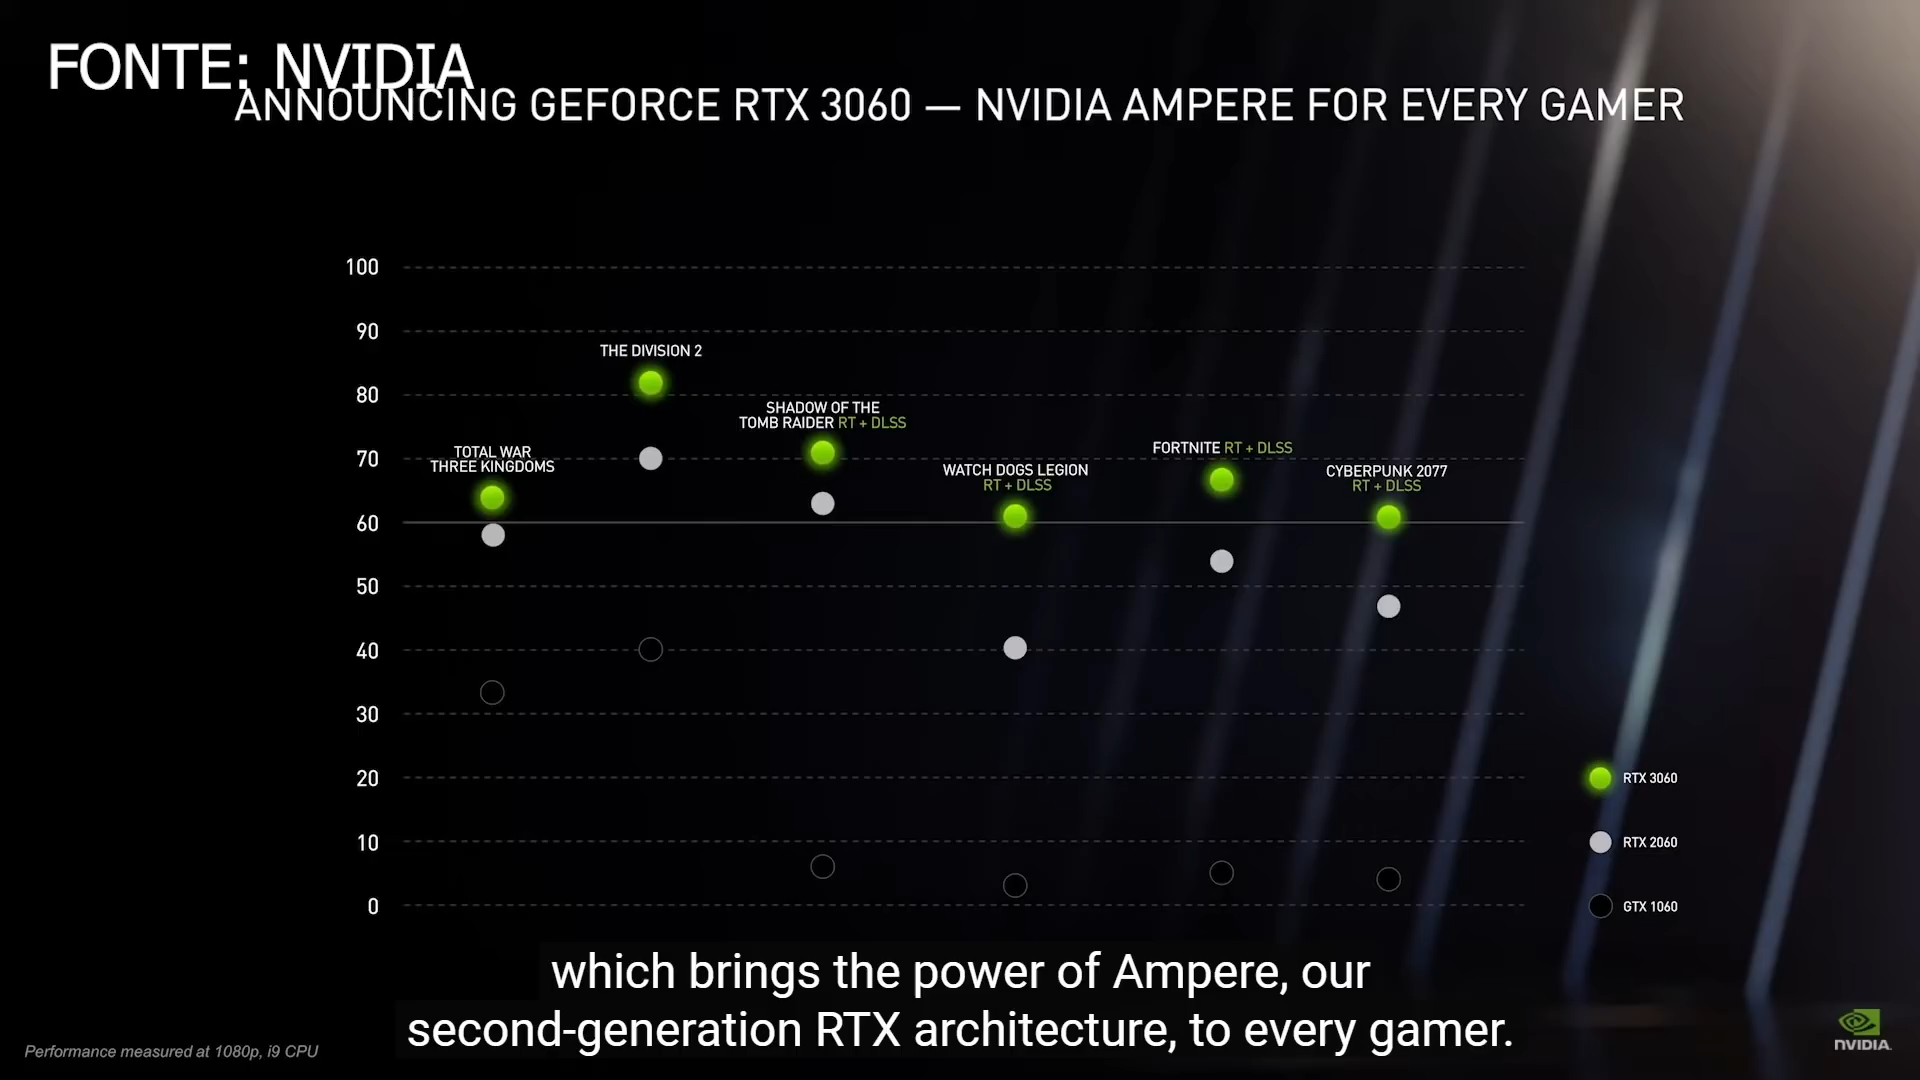 FONTE: NVIDIA
ANNOUNCING GEFORCE RTX 3060 — NVIDIA AMPERE FOR EVERY GAMER
100
90
80
70
60
50
40
30
20
10
0
TOTAL WAR
THREE KINGDOMS
THE DIVISION 2
SHADOW OF THE
TOMB RAIDER RT + DLSS
WATCH DOGS LEGION
RT + DLSS
FORTNITE RT + DLSS
CYBERPUNK 2077
RT + DLSS
RTX 3060
RTX 2060
GTX 1060
which brings the power of Ampere, our
second-generation RTX architecture, to every gamer.
Performance measured at 1080p, i9 CPU
NVIDIA.